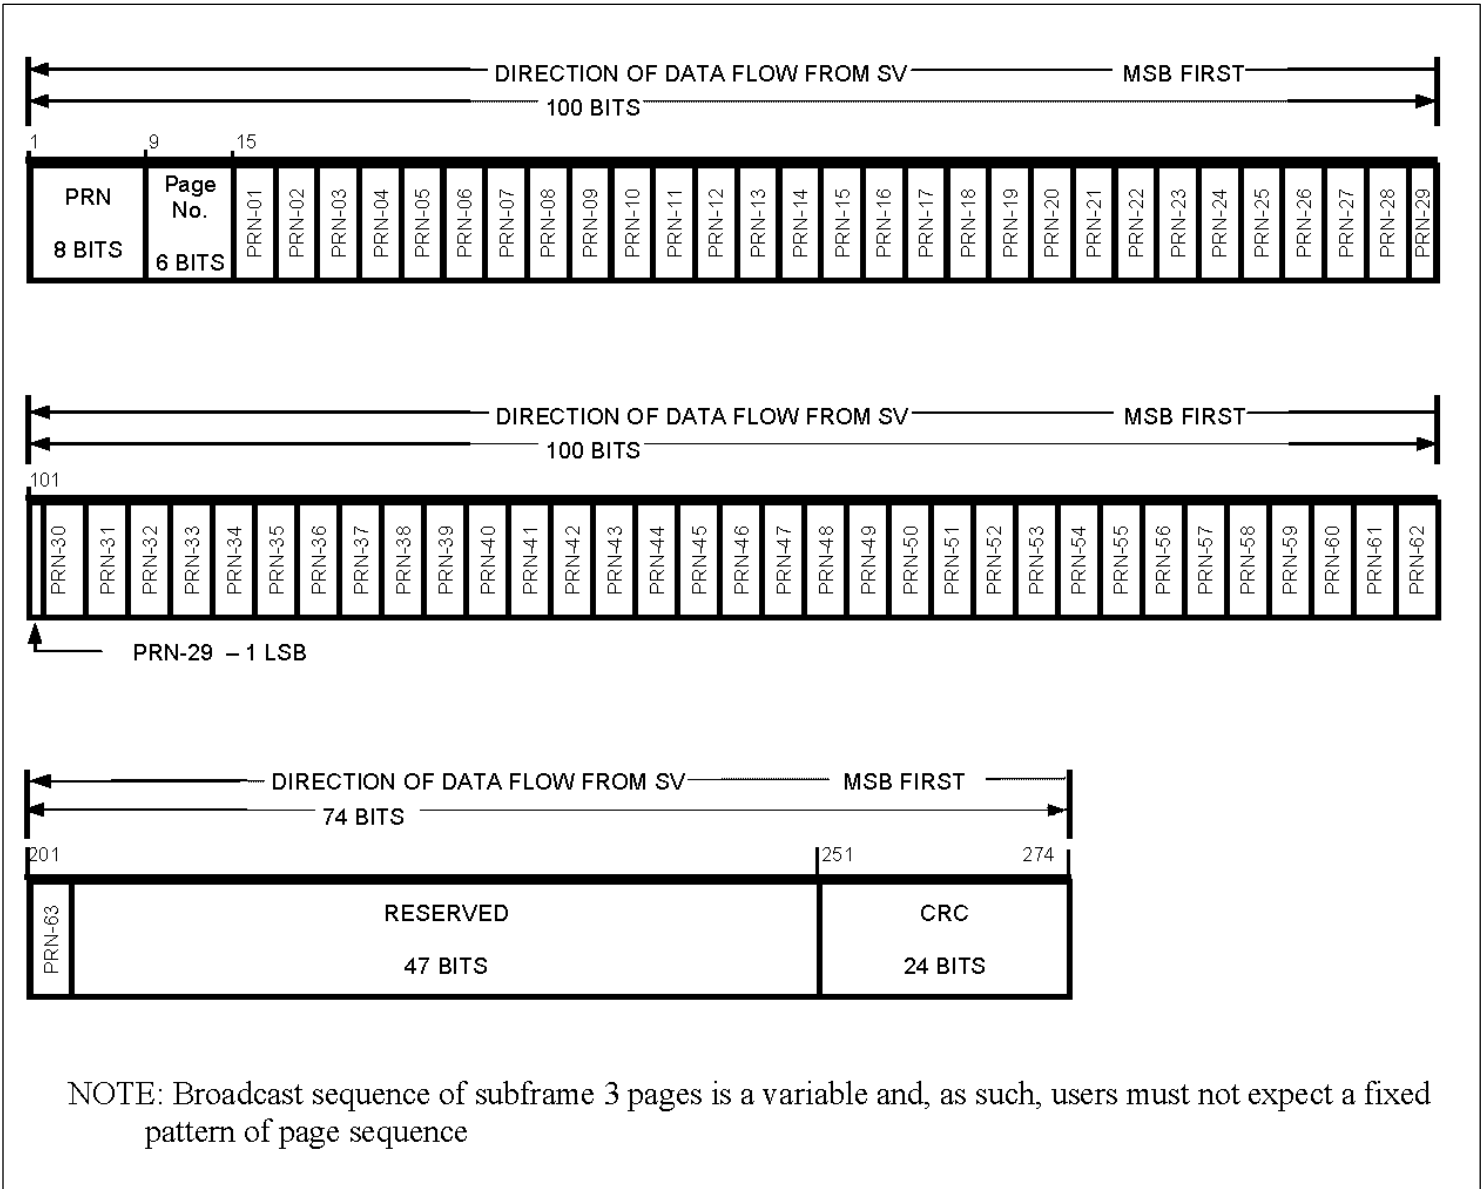 DIRECTION OF DATA FLOW FROM SV MSB FIRST
100 BITS
1 9 15
PRN
8 BITS
Page
No.
6 BITS
PRN-01
PRN-02
PRN-03
PRN-04
PRN-05
PRN-06
PRN-07
PRN-08
PRN-09
PRN-10
PRN-11
PRN-12
PRN-13
PRN-14
PRN-15
PRN-16
PRN-17
PRN-18
PRN-19
PRN-20
PRN-21
PRN-22
PRN-23
PRN-24
PRN-25
PRN-26
PRN-27
PRN-28
PRN-29
DIRECTION OF DATA FLOW FROM SV MSB FIRST
100 BITS
101
PRN-30
PRN-31
PRN-32
PRN-33
PRN-34
PRN-35
PRN-36
PRN-37
PRN-38
PRN-39
PRN-40
PRN-41
PRN-42
PRN-43
PRN-44
PRN-45
PRN-46
PRN-47
PRN-48
PRN-49
PRN-50
PRN-51
PRN-52
PRN-53
PRN-54
PRN-55
PRN-56
PRN-57
PRN-58
PRN-59
PRN-60
PRN-61
PRN-62
PRN-29 – 1 LSB
DIRECTION OF DATA FLOW FROM SV MSB FIRST
74 BITS
201 251 274
PRN-63
RESERVED
47 BITS
CRC
24 BITS
NOTE: Broadcast sequence of subframe 3 pages is a variable and, as such, users must not expect a fixed
pattern of page sequence